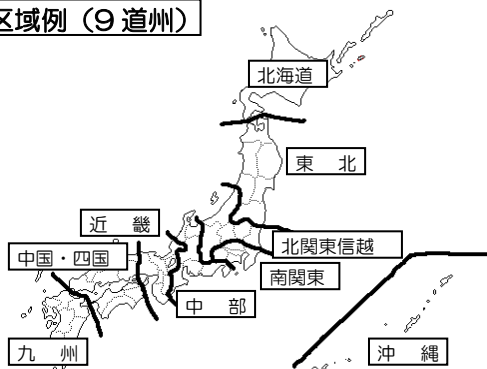 区域例（９道州）
北海道
東　北
近　畿
北関東信越
中国・四国
南関東
中　部
九　州
沖　縄